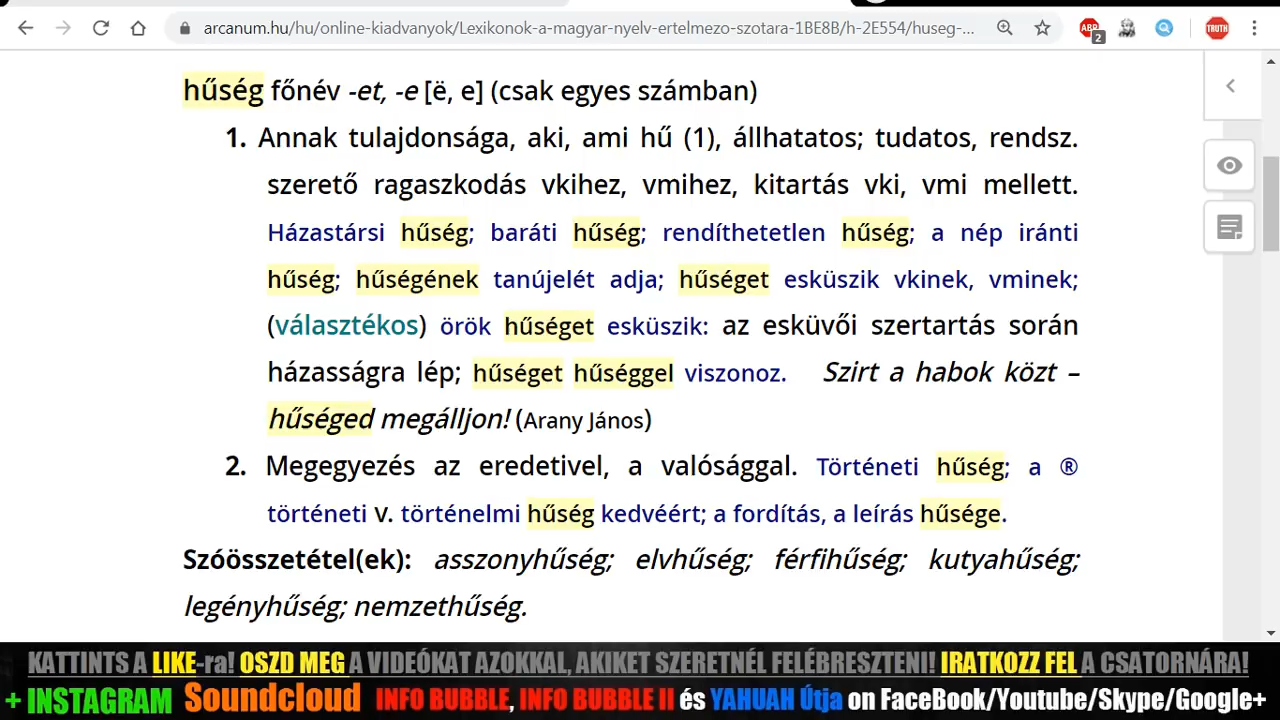 arcanum.hu/hu/online-kiadvanyok/Lexikonok-a-magyar-nyelv-ertelmezo-szotara-1BE8B/h-2E554/huseg-...
ABP
2
TRUTH
hűség főnév -et, -e [ë, e] (csak egyes számban)
1. Annak tulajdonsága, aki, ami hű (1), állhatatos; tudatos, rendsz.
szerető ragaszkodás vkihez, vmihez, kitartás vki, vmi mellett.
Házastársi hűség; baráti hűség; rendíthetetlen hűség; a nép iránti
hűség; hűségének tanújelét adja; hűséget esküszik vkinek, vminek;
(választékos) örök hűséget esküszik: az esküvői szertartás során
házasságra lép; hűséget hűséggel viszonoz. Szirt a habok közt –
hűséged megálljon! (Arany János)
2. Megegyezés az eredetivel, a valósággal. Történeti hűség; a ®
történeti v. történelmi hűség kedvéért; a fordítás, a leírás hűsége.
Szóösszetétel(ek): asszonyhűség; elvhűség; férfihűség; kutyahűség;
legényhűség; nemzethűség.
KATTINTS A LIKE-ra! OSZD MEG A VIDEÓKAT AZOKKAL, AKIKET SZERETNÉL FELÉBRESZTENI! IRATKOZZ FEL A CSATORNÁRA!
+ INSTAGRAM Soundcloud INFO BUBBLE, INFO BUBBLE II és YAHUAH Útja on FaceBook/Youtube/Skype/Google+